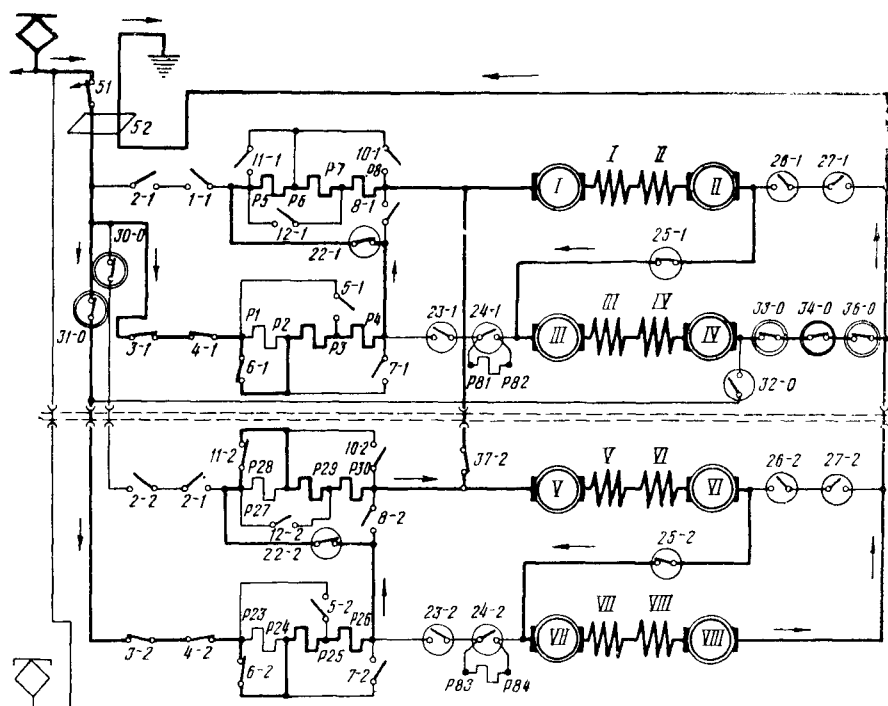 51
52
11-1
P7
10-1
P8
I
II
28-1
27-1
2-1
1-1
P5
P6
8-1
I
II
12-1
30-0
22-1
25-1
5-1
III
IV
33-0
34-0
36-0
31-0
P1
P2
P3
P4
23-1
24-1
III
IV
3-1
4-1
6-1
7-1
P81
P82
32-0
11-2
P28
P29
10-2
P30
37-2
V
VI
26-2
27-2
2-2
2-1
P27
8-2
V
VI
12-2
22-2
25-2
P23
P24
5-2
P26
23-2
24-2
VII
VIII
P25
VII
VIII
3-2
4-2
6-2
7-2
P83
P84